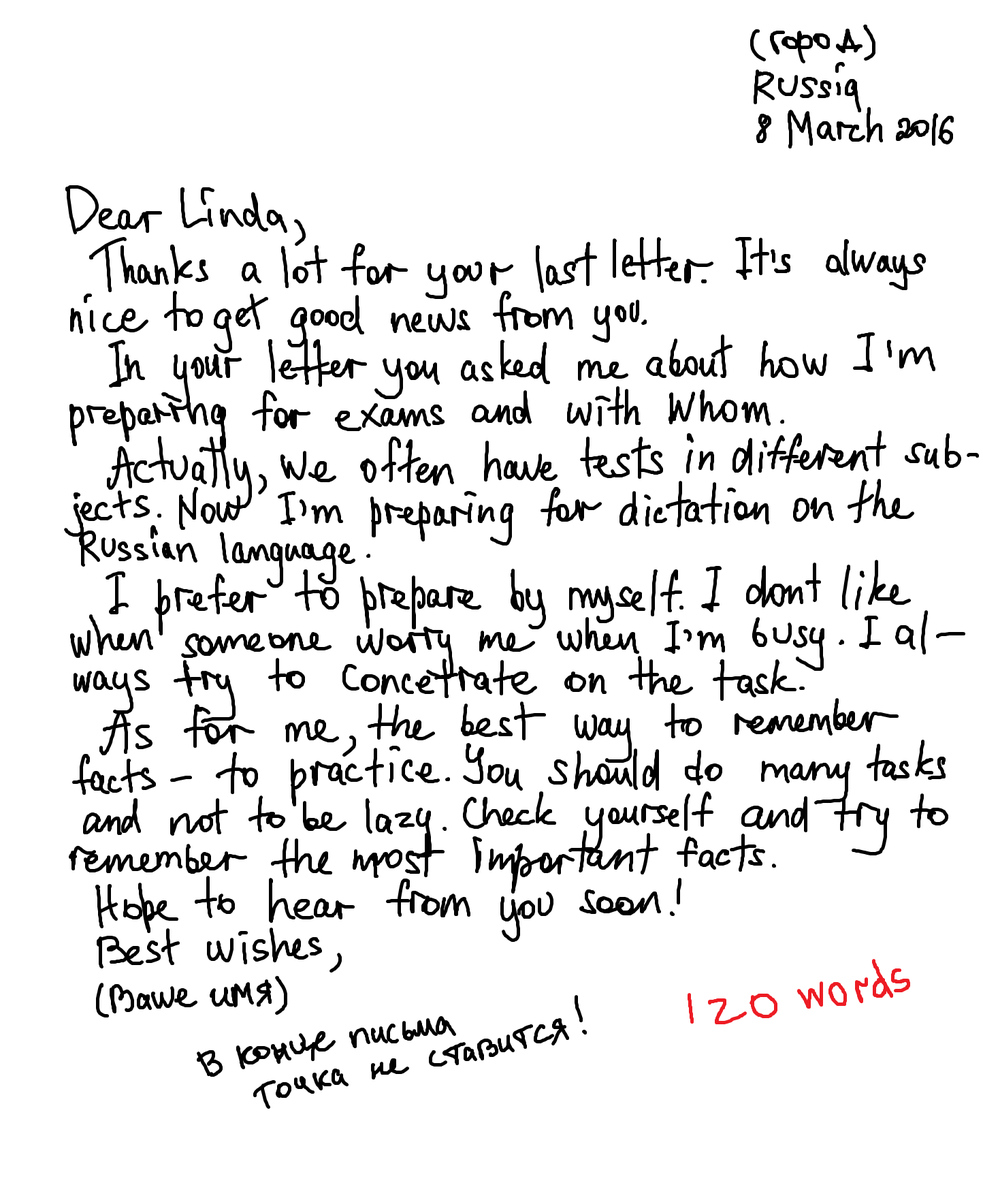 (город)
Russia
8 March 2016
Dear Linda,
Thanks a lot for your last letter. It's always
nice to get good news from you.
In your letter you asked me about how I'm
preparing for exams and with whom.
Actually, we often have tests in different sub-
jects. Now I'm preparing for dictation on the
Russian language.
I prefer to prepare by myself. I dont like
when someone worry me when I'm busy. I al-
ways try to concetrate on the task.
As for me, the best way to remember
facts - to practice. You should do many tasks
and not to be lazy. Check yourself and try to
remember the most important facts.
Hope to hear from you soon!
Best wishes,
(Ваше имя)
120 words
В конце письма
точка не ставится!